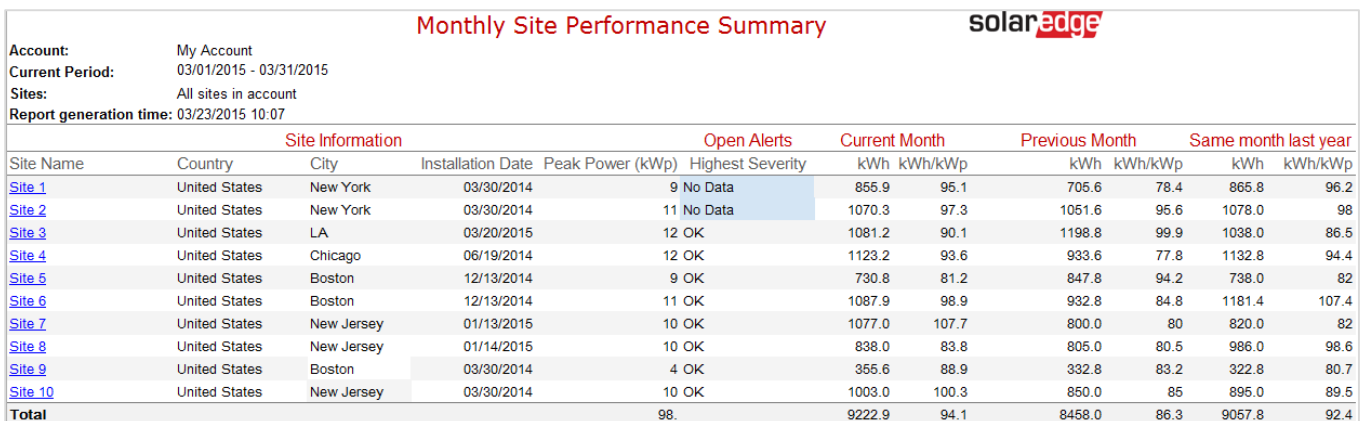 Monthly Site Performance Summary solaredge
Account: My Account
Current Period: 03/01/2015 - 03/31/2015
Sites: All sites in account
Report generation time: 03/23/2015 10:07
Site Information Open Alerts Current Month Previous Month Same month last year
Site Name Country City Installation Date Peak Power (kWp) Highest Severity kWh kWh/kWp kWh kWh/kWp kWh kWh/kWp
Site 1 United States New York 03/30/2014 9 No Data 855.9 95.1 705.6 78.4 865.8 96.2
Site 2 United States New York 03/30/2014 11 No Data 1070.3 97.3 1051.6 95.6 1078.0 98
Site 3 United States LA 03/20/2015 12 OK 1081.2 90.1 1198.8 99.9 1038.0 86.5
Site 4 United States Chicago 06/19/2014 12 OK 1123.2 93.6 933.6 77.8 1132.8 94.4
Site 5 United States Boston 12/13/2014 9 OK 730.8 81.2 847.8 94.2 738.0 82
Site 6 United States Boston 12/13/2014 11 OK 1087.9 98.9 932.8 84.8 1181.4 107.4
Site 7 United States New Jersey 01/13/2015 10 OK 1077.0 107.7 800.0 80 820.0 82
Site 8 United States New Jersey 01/14/2015 10 OK 838.0 83.8 805.0 80.5 986.0 98.6
Site 9 United States Boston 03/30/2014 4 OK 355.6 88.9 332.8 83.2 322.8 80.7
Site 10 United States New Jersey 03/30/2014 10 OK 1003.0 100.3 850.0 85 895.0 89.5
Total 98. 9222.9 94.1 8458.0 86.3 9057.8 92.4